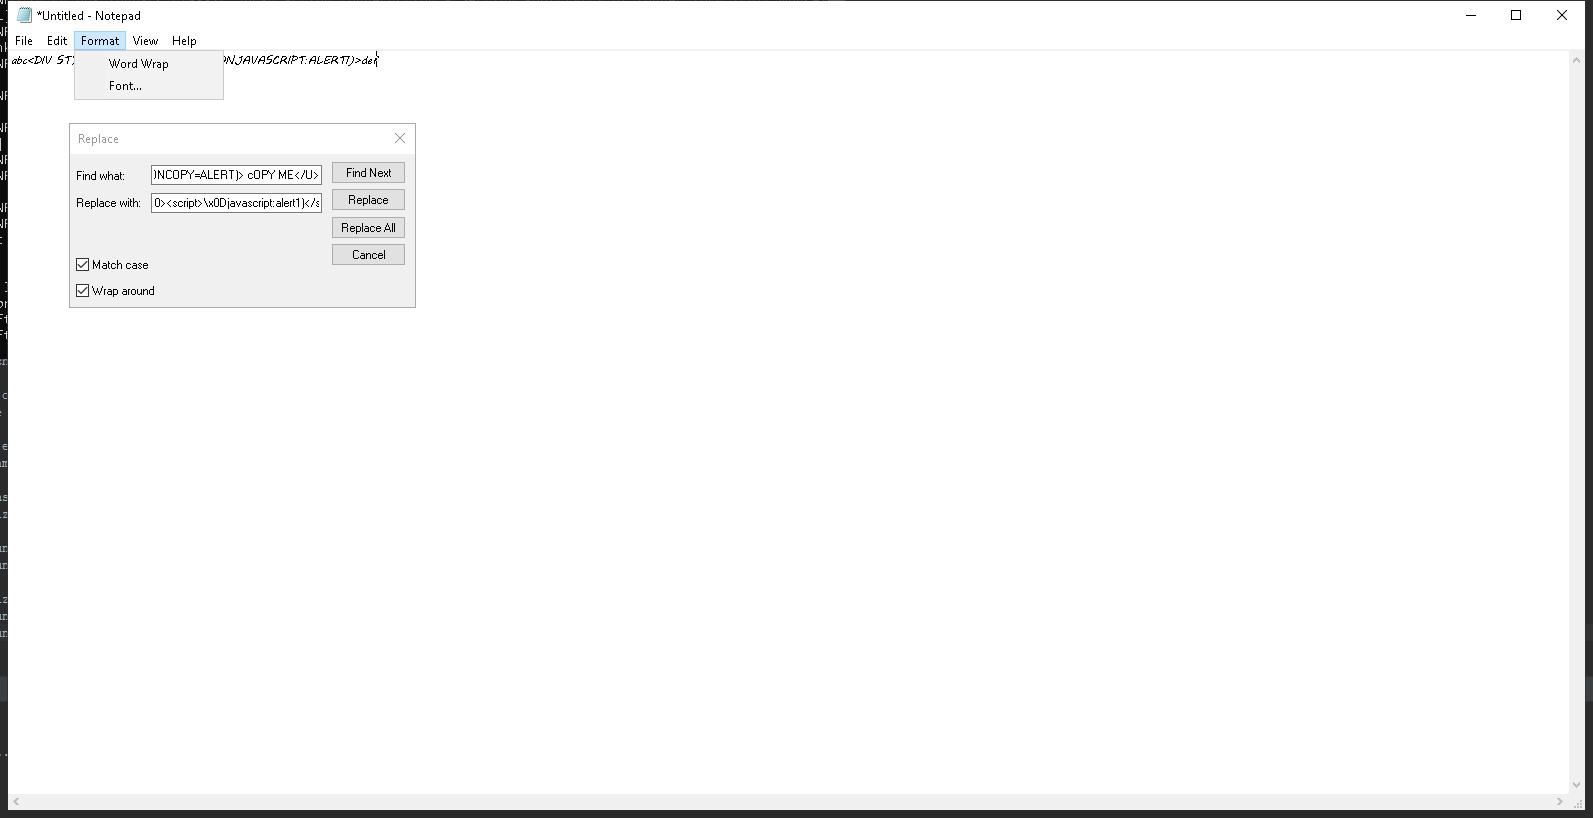 *Untitled - Notepad
File Edit Format View Help
abc<DIV ST
ONJAVASCRIPT:ALERT1)>def
Word Wrap
Font...
Replace
Find what: )NCOPY=ALERT)> cOPY ME</U> Find Next
Replace with: 0><script>\x0Djavascript:alert1)</s Replace
Replace All
Cancel
Match case
Wrap around